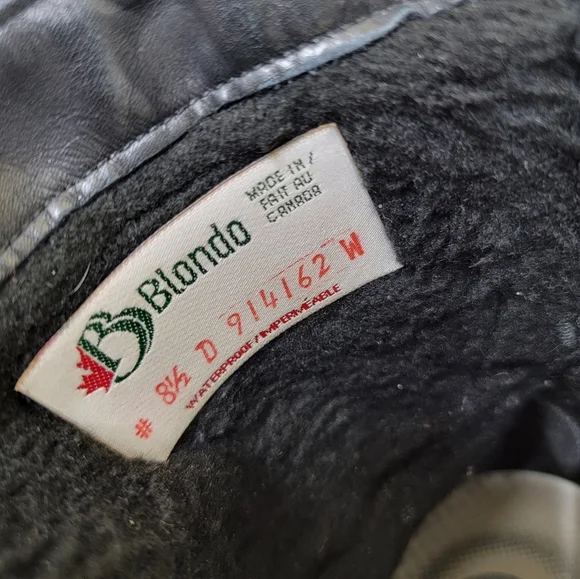 B Blondo
MADE IN /
FAIT AU
CANADA
# 8½ D 914162 W
WATERPROOF/IMPERMÉABLE